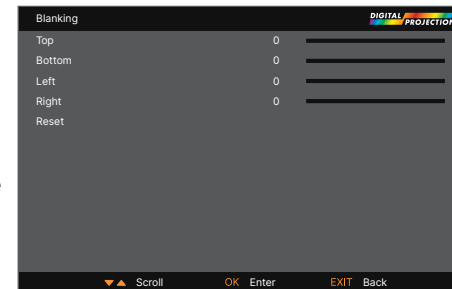 Blanking
DIGITAL
PROJECTION
Top 0
Bottom 0
Left 0
Right 0
Reset
e
▼▲ Scroll OK Enter EXIT Back